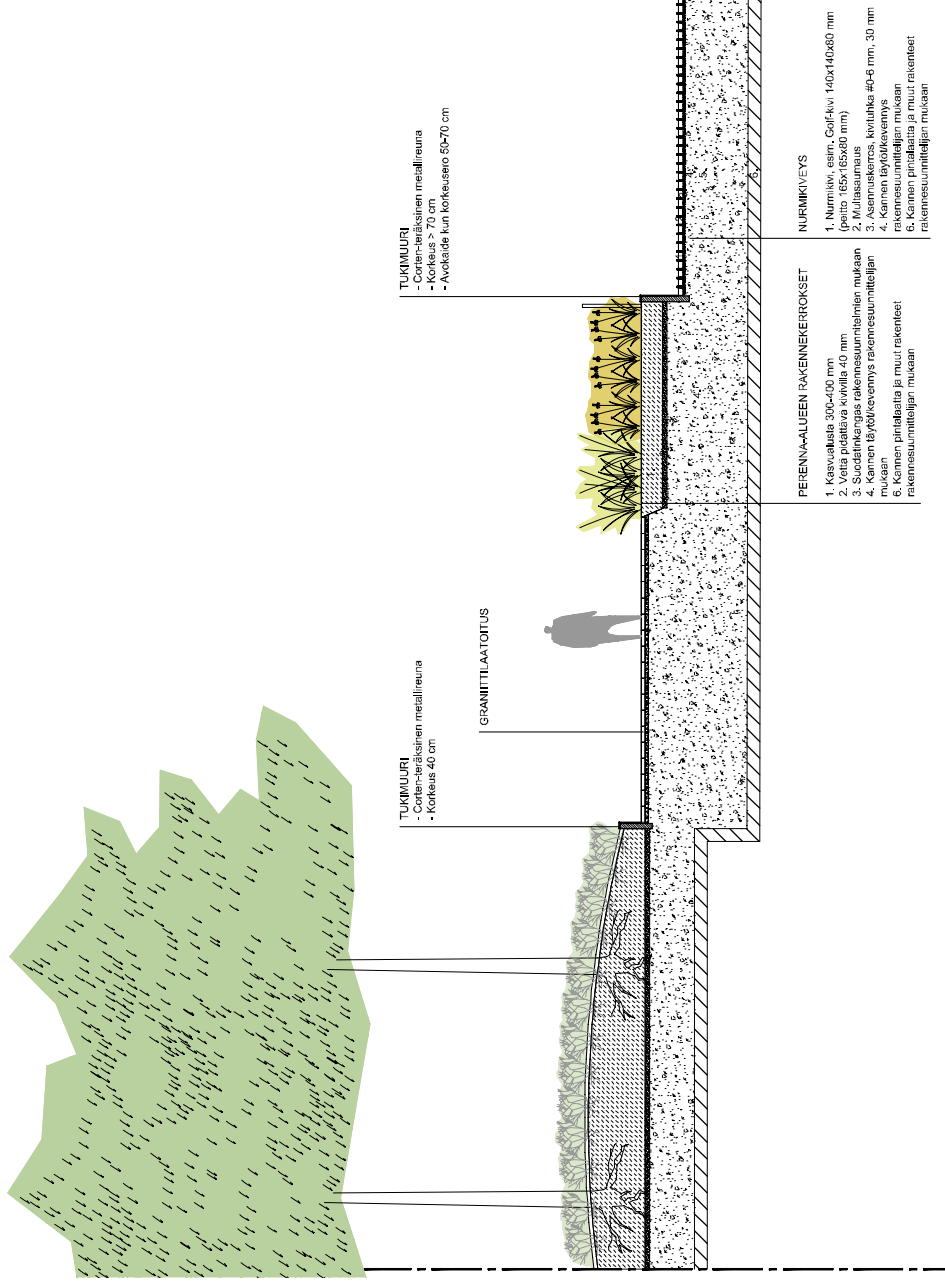 TUKIMUURI
- Corten-teräksinen metallireuna
- Korkeus 40 cm
GRANIITTILAATOITUS
TUKIMUURI
- Corten-teräksinen metallireuna
- Korkeus > 70 cm
- Avokaide kun korkeusero 50-70 cm
PERENNA-ALUEEN RAKENNEKERROKSET
1. Kasvualusta 300-400 mm
2. Vettä pidättävä kivivilla 40 mm
3. Suodatinkangas rakennesuunnitelmien mukaan
4. Kannen täytöt/kevennys rakennesuunnittelijan
mukaan
6. Kannen pintalaatta ja muut rakenteet
rakennesuunnittelijan mukaan
NURMIKIVEYS
1. Nurmikivi, esim. Golf-kivi 140x140x80 mm
(peitto 165x165x80 mm)
2. Multasaumaus
3. Asennuskerros, kivituhka #0-6 mm, 30 mm
4. Kannen täytöt/kevennys
rakennesuunnittelijan mukaan
6. Kannen pintalaatta ja muut rakenteet
rakennesuunnittelijan mukaan